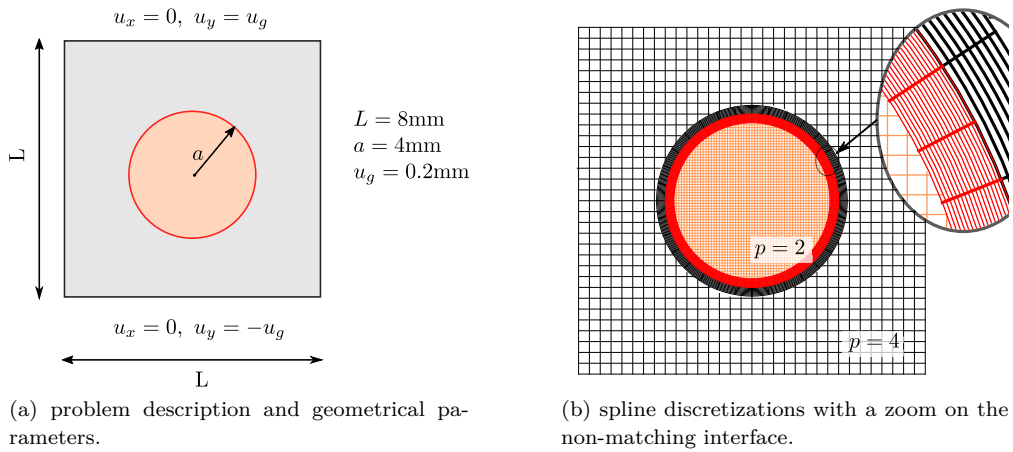 u_x = 0, u_y = u_g
L
a
L = 8mm
a = 4mm
u_g = 0.2mm
u_x = 0, u_y = −u_g
L
p = 2
p = 4
(a) problem description and geometrical pa-
rameters.
(b) spline discretizations with a zoom on the
non-matching interface.